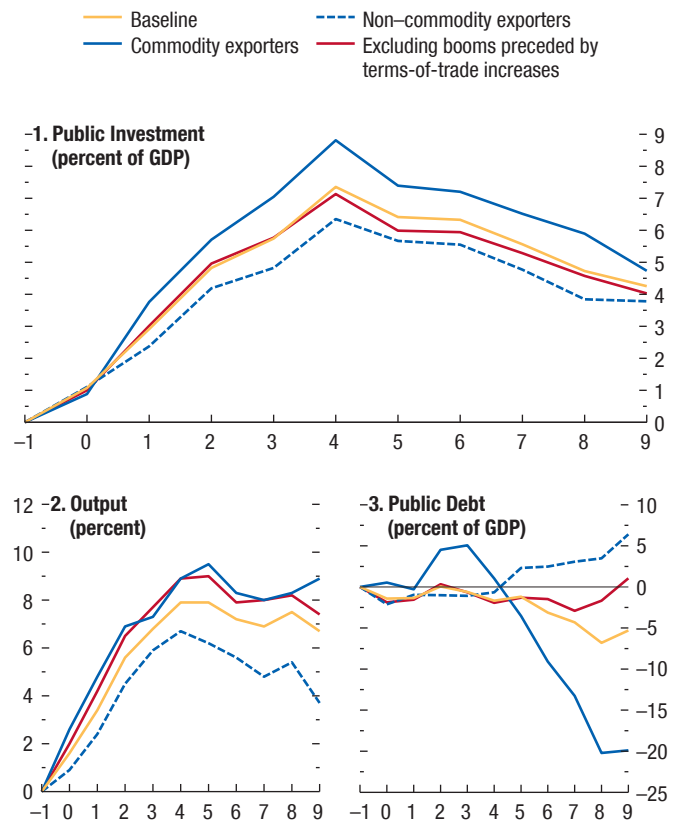 Baseline
Non–commodity exporters
Commodity exporters
Excluding booms preceded by
terms-of-trade increases
1. Public Investment
(percent of GDP)
9
8
7
6
5
4
3
2
1
0
–1 0 1 2 3 4 5 6 7 8 9
2. Output
(percent)
12
10
8
6
4
2
0
–1 0 1 2 3 4 5 6 7 8 9
3. Public Debt
(percent of GDP)
10
5
0
–5
–10
–15
–20
–25
–1 0 1 2 3 4 5 6 7 8 9